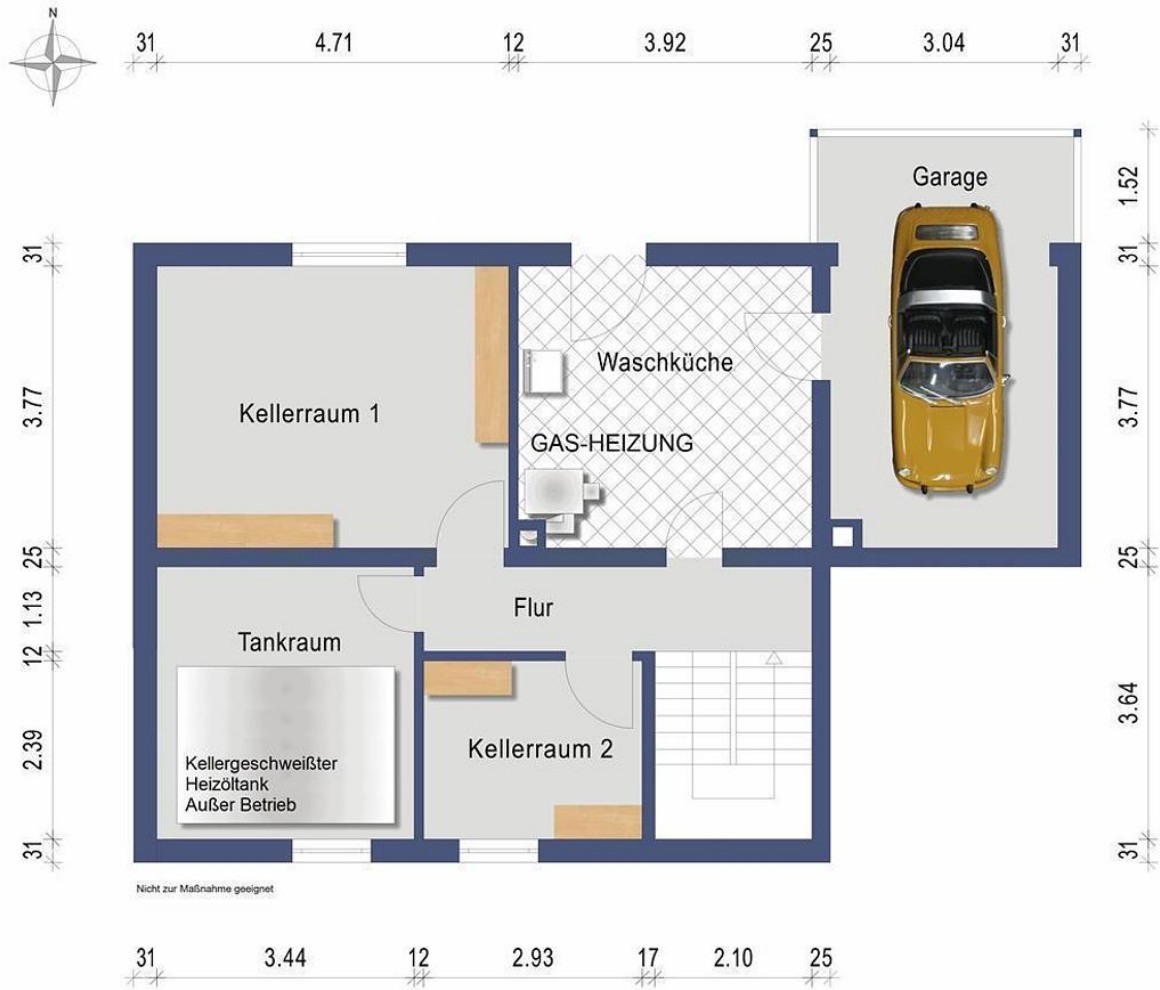 N
31 4.71 12 3.92 25 3.04 31
Garage
1.52
31
31
Waschküche
3.77
Kellerraum 1
3.77
GAS-HEIZUNG
25
25
1.13
Flur
Tankraum
12
3.64
2.39
Kellerraum 2
Kellergeschweißter
Heizöltank
Außer Betrieb
31
31
Nicht zur Maßnahme geeignet
31 3.44 12 2.93 17 2.10 25